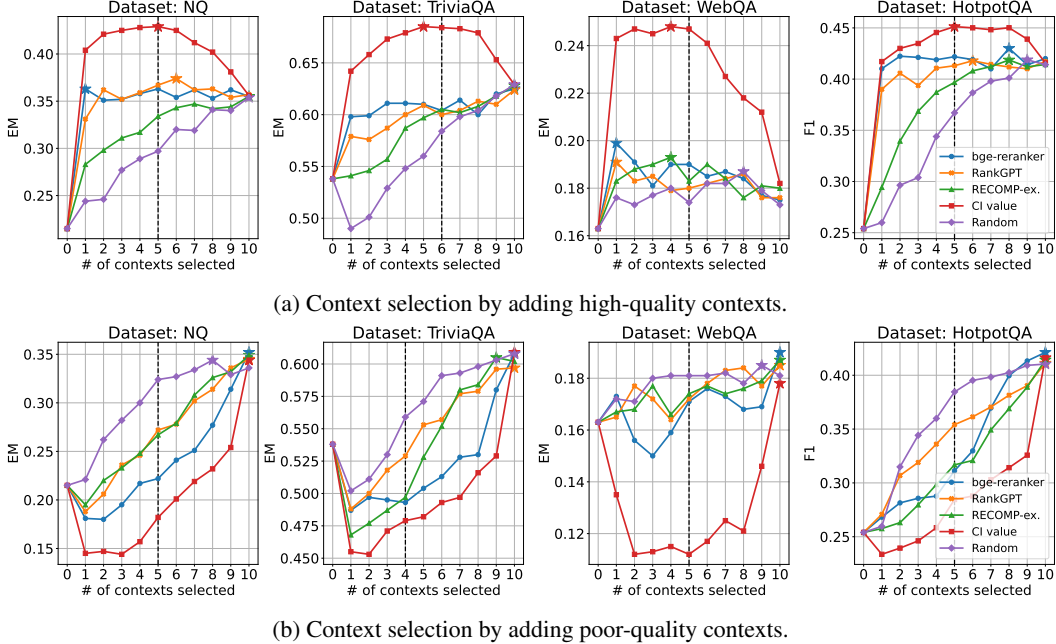 Dataset: NQ
Dataset: TriviaQA
Dataset: WebQA
Dataset: HotpotQA
EM
0.40
0.35
0.30
0.25
0 1 2 3 4 5 6 7 8 9 10
# of contexts selected
EM
0.65
0.60
0.55
0.50
0 1 2 3 4 5 6 7 8 9 10
# of contexts selected
EM
0.24
0.22
0.20
0.18
0.16
0 1 2 3 4 5 6 7 8 9 10
# of contexts selected
F1
0.45
0.40
0.35
0.30
0.25
bge-reranker
RankGPT
RECOMP-ex.
CI value
Random
0 1 2 3 4 5 6 7 8 9 10
# of contexts selected
(a) Context selection by adding high-quality contexts.
Dataset: NQ
Dataset: TriviaQA
Dataset: WebQA
Dataset: HotpotQA
EM
0.35
0.30
0.25
0.20
0.15
0 1 2 3 4 5 6 7 8 9 10
# of contexts selected
EM
0.600
0.575
0.550
0.525
0.500
0.475
0.450
0 1 2 3 4 5 6 7 8 9 10
# of contexts selected
EM
0.18
0.16
0.14
0.12
0 1 2 3 4 5 6 7 8 9 10
# of contexts selected
F1
0.40
0.35
0.30
0.25
bge-reranker
RankGPT
RECOMP-ex.
CI value
Random
0 1 2 3 4 5 6 7 8 9 10
# of contexts selected
(b) Context selection by adding poor-quality contexts.